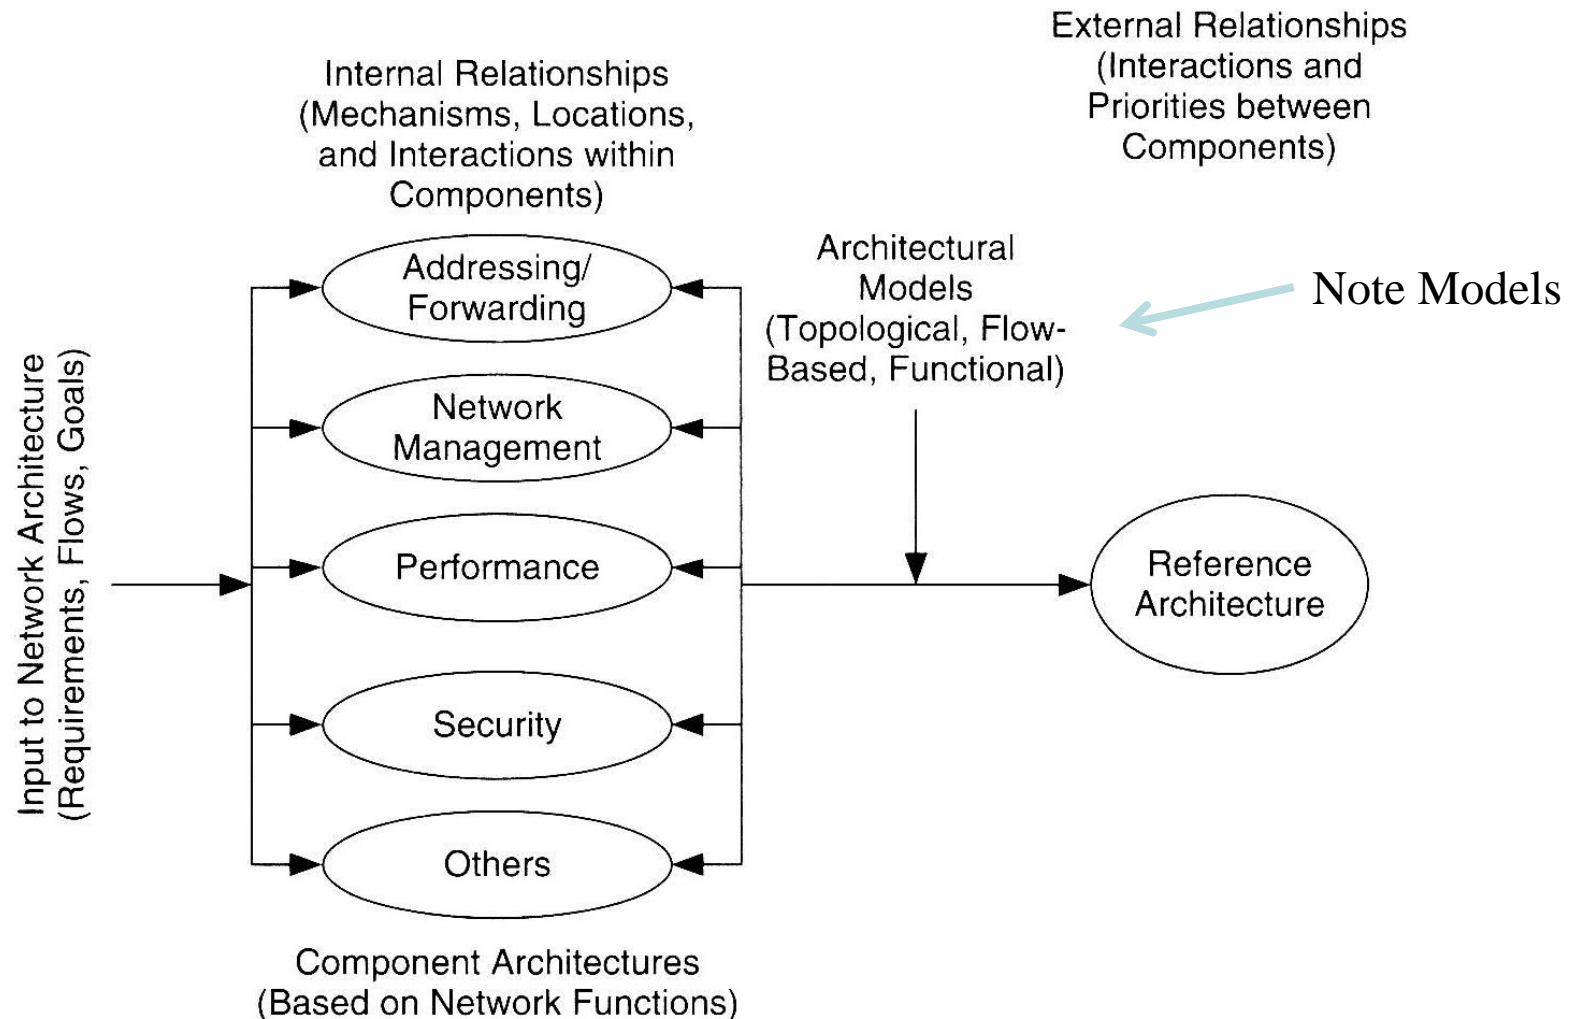 External Relationships
(Interactions and
Priorities between
Components)
Internal Relationships
(Mechanisms, Locations,
and Interactions within
Components)
Architectural
Models
(Topological, Flow-
Based, Functional)
Note Models
Input to Network Architecture
(Requirements, Flows, Goals)
Addressing/
Forwarding
Network
Management
Performance
Security
Others
Reference
Architecture
Component Architectures
(Based on Network Functions)